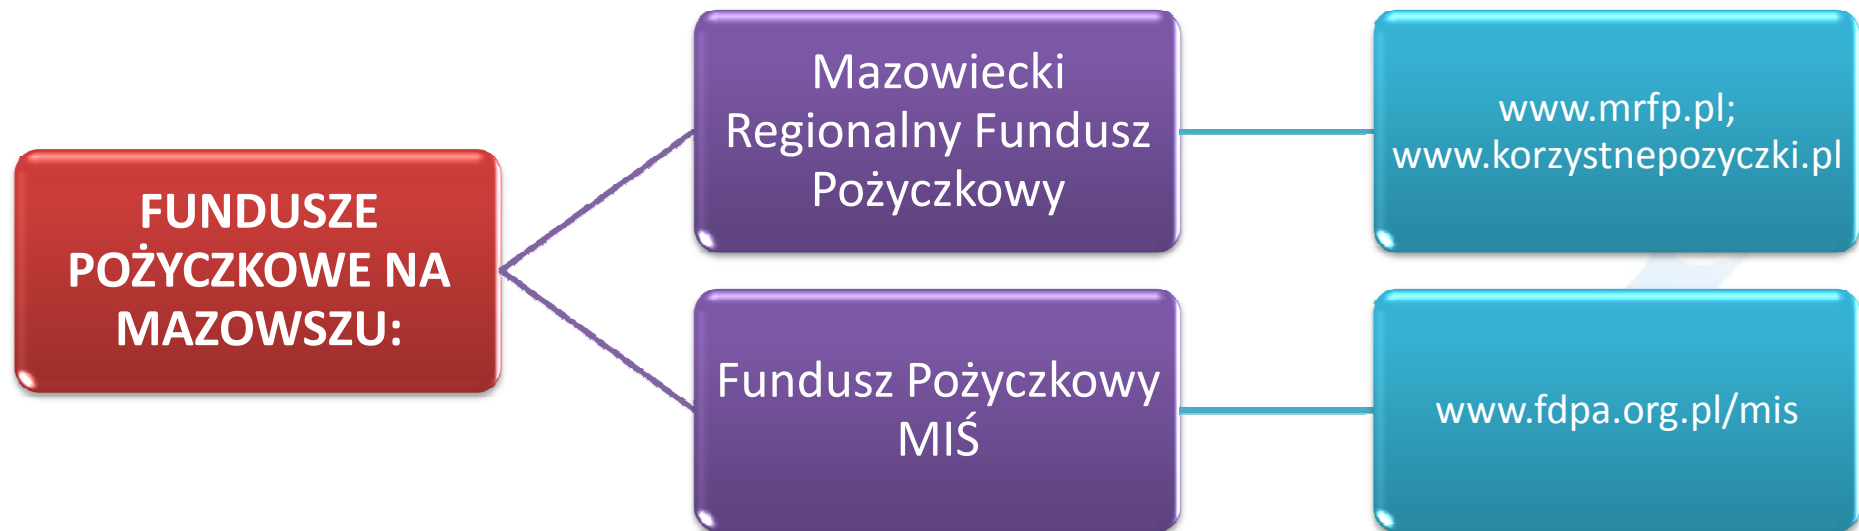 FUNDUSZE
POŻYCZKOWE NA
MAZOWSZU:
Mazowiecki
Regionalny Fundusz
Pożyczkowy
www.mrfp.pl;
www.korzystnepozyczki.pl
Fundusz Pożyczkowy
MIŚ
www.fdpa.org.pl/mis